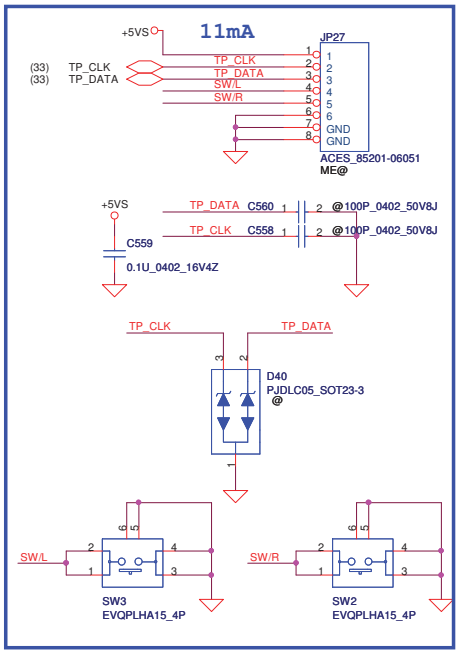 11mA
+5VS
JP27
(33) TP_CLK
(33) TP_DATA
TP_CLK
TP_DATA
SW/L
SW/R
1 1
2 2
3 3
4 4
5 5
6 6
7 GND
8 GND
ACES_85201-06051
ME@
+5VS
C559
0.1U_0402_16V4Z
TP_DATA C560 1 2 @100P_0402_50V8J
TP_CLK C558 1 2 @100P_0402_50V8J
TP_CLK
TP_DATA
3 2
D40
PJDLC05_SOT23-3
@
1
6 5
2 4
SW/L
1 3
SW3
EVQPLHA15_4P
6 5
2 4
SW/R
1 3
SW2
EVQPLHA15_4P